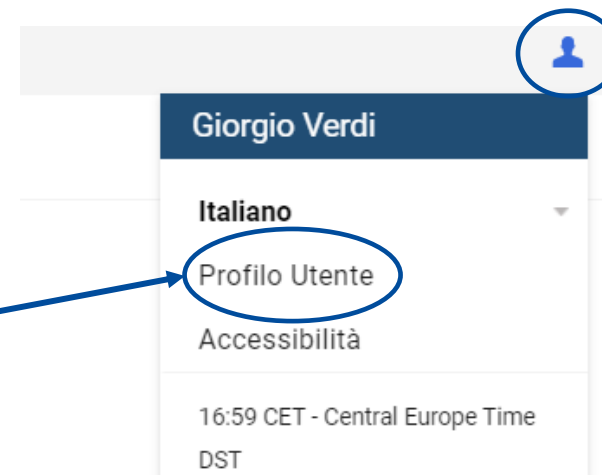 Giorgio Verdi
Italiano
Profilo Utente
Accessibilità
16:59 CET - Central Europe Time
DST